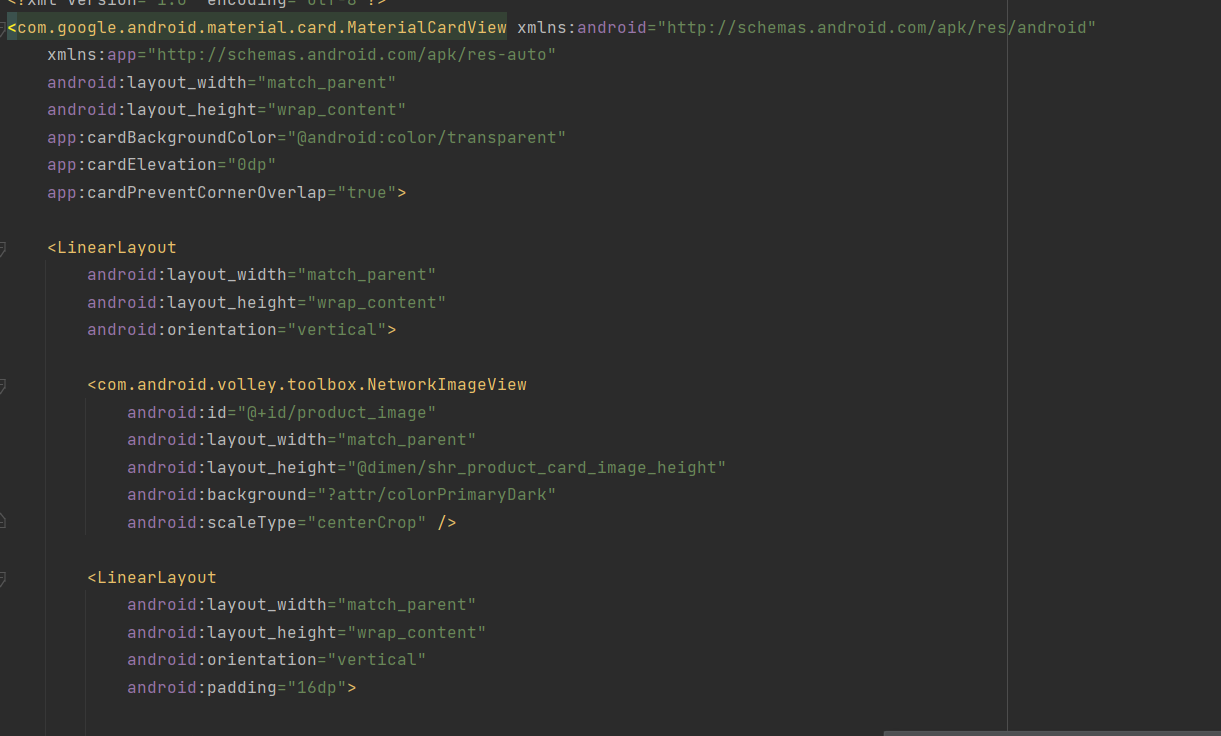 <?xml version="1.0" encoding="utf-8"?>
<com.google.android.material.card.MaterialCardView xmlns:android="http://schemas.android.com/apk/res/android"
    xmlns:app="http://schemas.android.com/apk/res-auto"
    android:layout_width="match_parent"
    android:layout_height="wrap_content"
    app:cardBackgroundColor="@android:color/transparent"
    app:cardElevation="0dp"
    app:cardPreventCornerOverlap="true">
    <LinearLayout
        android:layout_width="match_parent"
        android:layout_height="wrap_content"
        android:orientation="vertical">
        <com.android.volley.toolbox.NetworkImageView
            android:id="@+id/product_image"
            android:layout_width="match_parent"
            android:layout_height="@dimen/shr_product_card_image_height"
            android:background="?attr/colorPrimaryDark"
            android:scaleType="centerCrop" />
        <LinearLayout
            android:layout_width="match_parent"
            android:layout_height="wrap_content"
            android:orientation="vertical"
            android:padding="16dp">